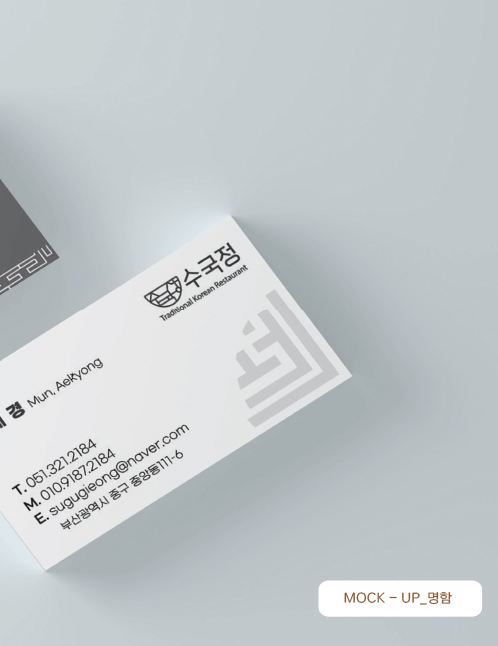 수국정
Traditional Korean Restaurant
경 Mun, AeKyong
T. 051.321.2184
M. 010.9187.2184
E. sugugieong@naver.com
부산광역시 중구 중앙동111-6
MOCK - UP_명함